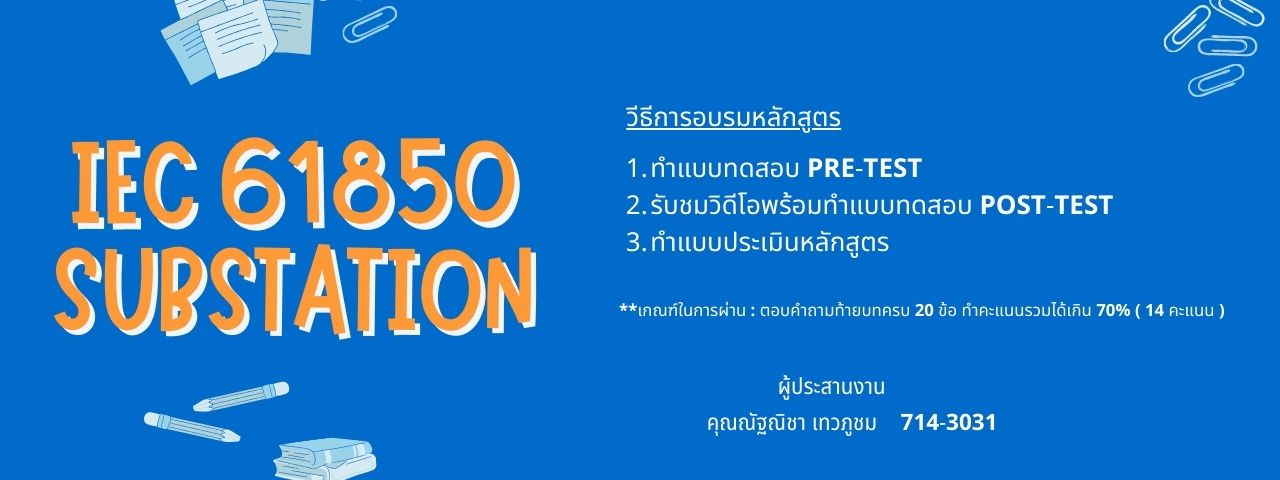 IEC 61850
SUBSTATION
วีธีการอบรมหลักสูตร
1. ทำแบบทดสอบ PRE-TEST
2. รับชมวิดีโอพร้อมทำแบบทดสอบ POST-TEST
3. ทำแบบประเมินหลักสูตร
**เกณฑ์ในการผ่าน : ตอบคำถามท้ายบทครบ 20 ข้อ ทำคะแนนรวมได้เกิน 70% ( 14 คะแนน )
ผู้ประสานงาน
คุณณัฐณิชา เทวภูชม 714-3031